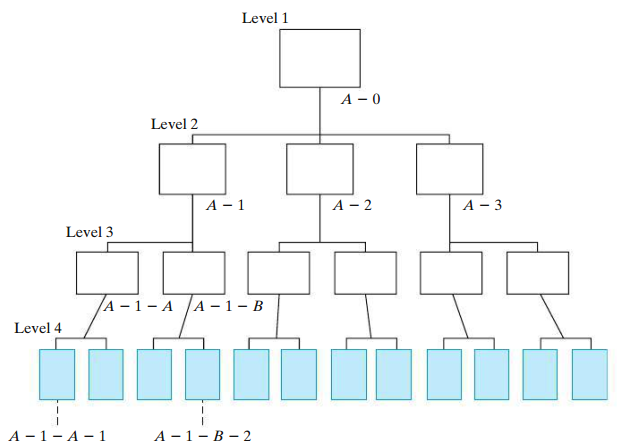 Level 1
A – 0
Level 2
A – 1
A – 2
A – 3
Level 3
A – 1 – A
A – 1 – B
Level 4
A – 1 – A – 1
A – 1 – B – 2